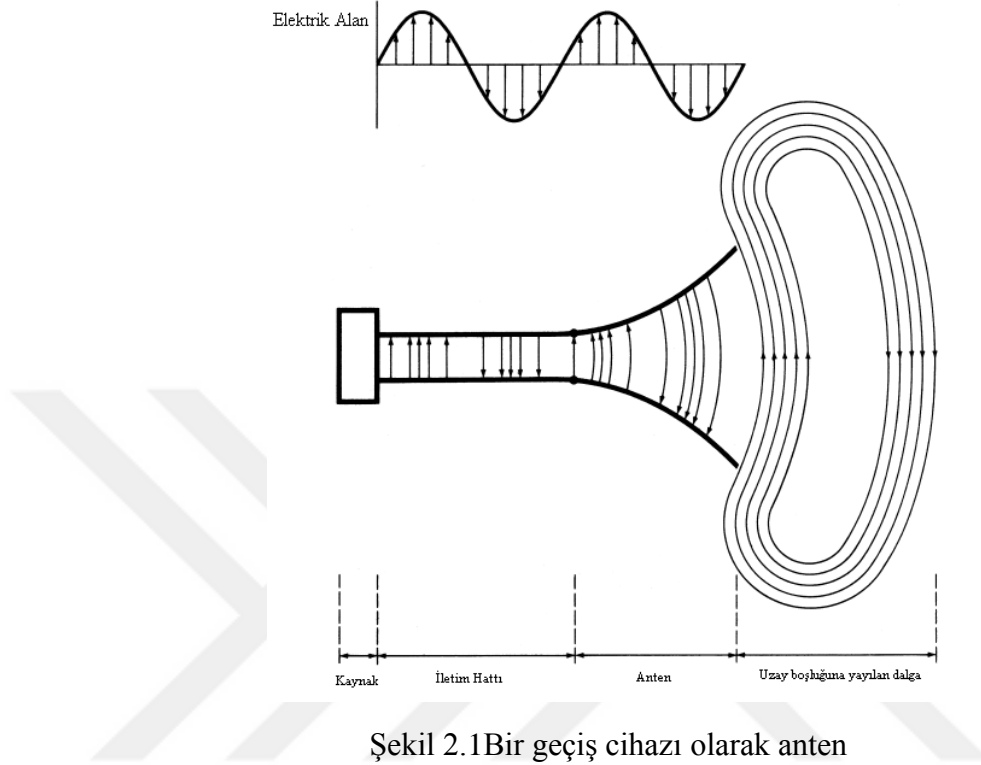 Elektrik Alan
Kaynak
İletim Hattı
Anten
Uzay boşluğuna yayılan dalga
Şekil 2.1Bir geçiş cihazı olarak anten